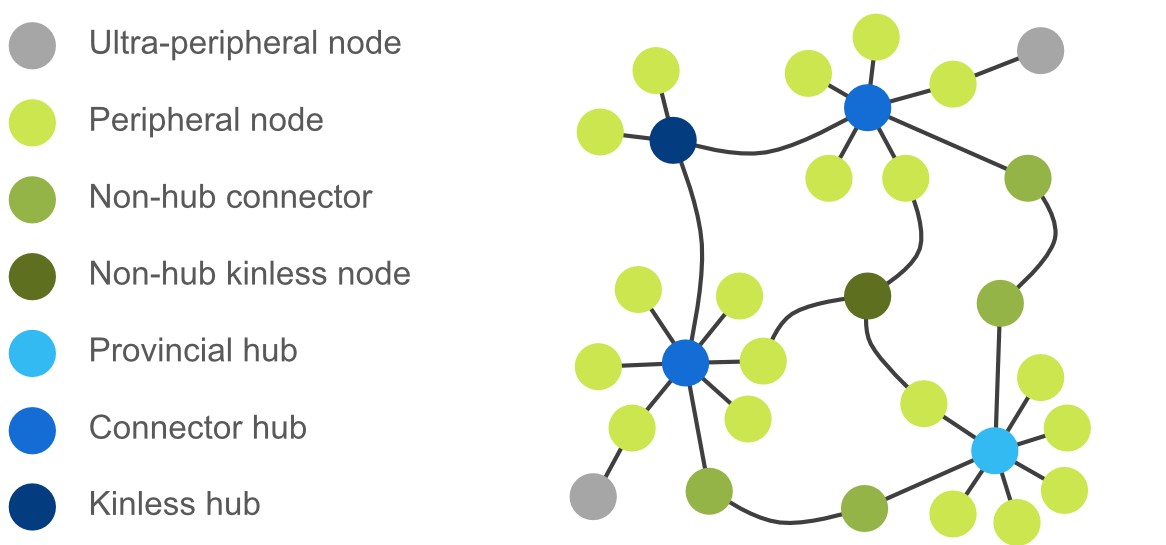 Ultra-peripheral node
Peripheral node
Non-hub connector
Non-hub kinless node
Provincial hub
Connector hub
Kinless hub